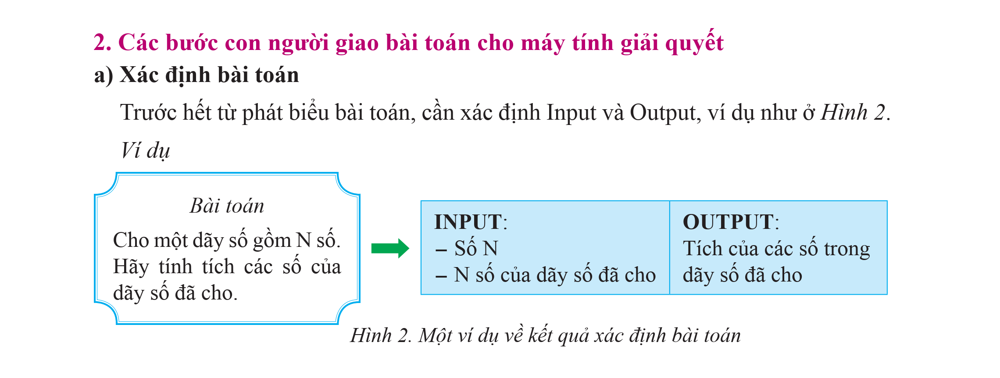 2. Các bước con người giao bài toán cho máy tính giải quyết
a) Xác định bài toán
Trước hết từ phát biểu bài toán, cần xác định Input và Output, ví dụ như ở Hình 2.
Ví dụ
Bài toán
Cho một dãy số gồm N số.
Hãy tính tích các số của
dãy số đã cho.
INPUT:
– Số N
– N số của dãy số đã cho
OUTPUT:
Tích của các số trong
dãy số đã cho
Hình 2. Một ví dụ về kết quả xác định bài toán